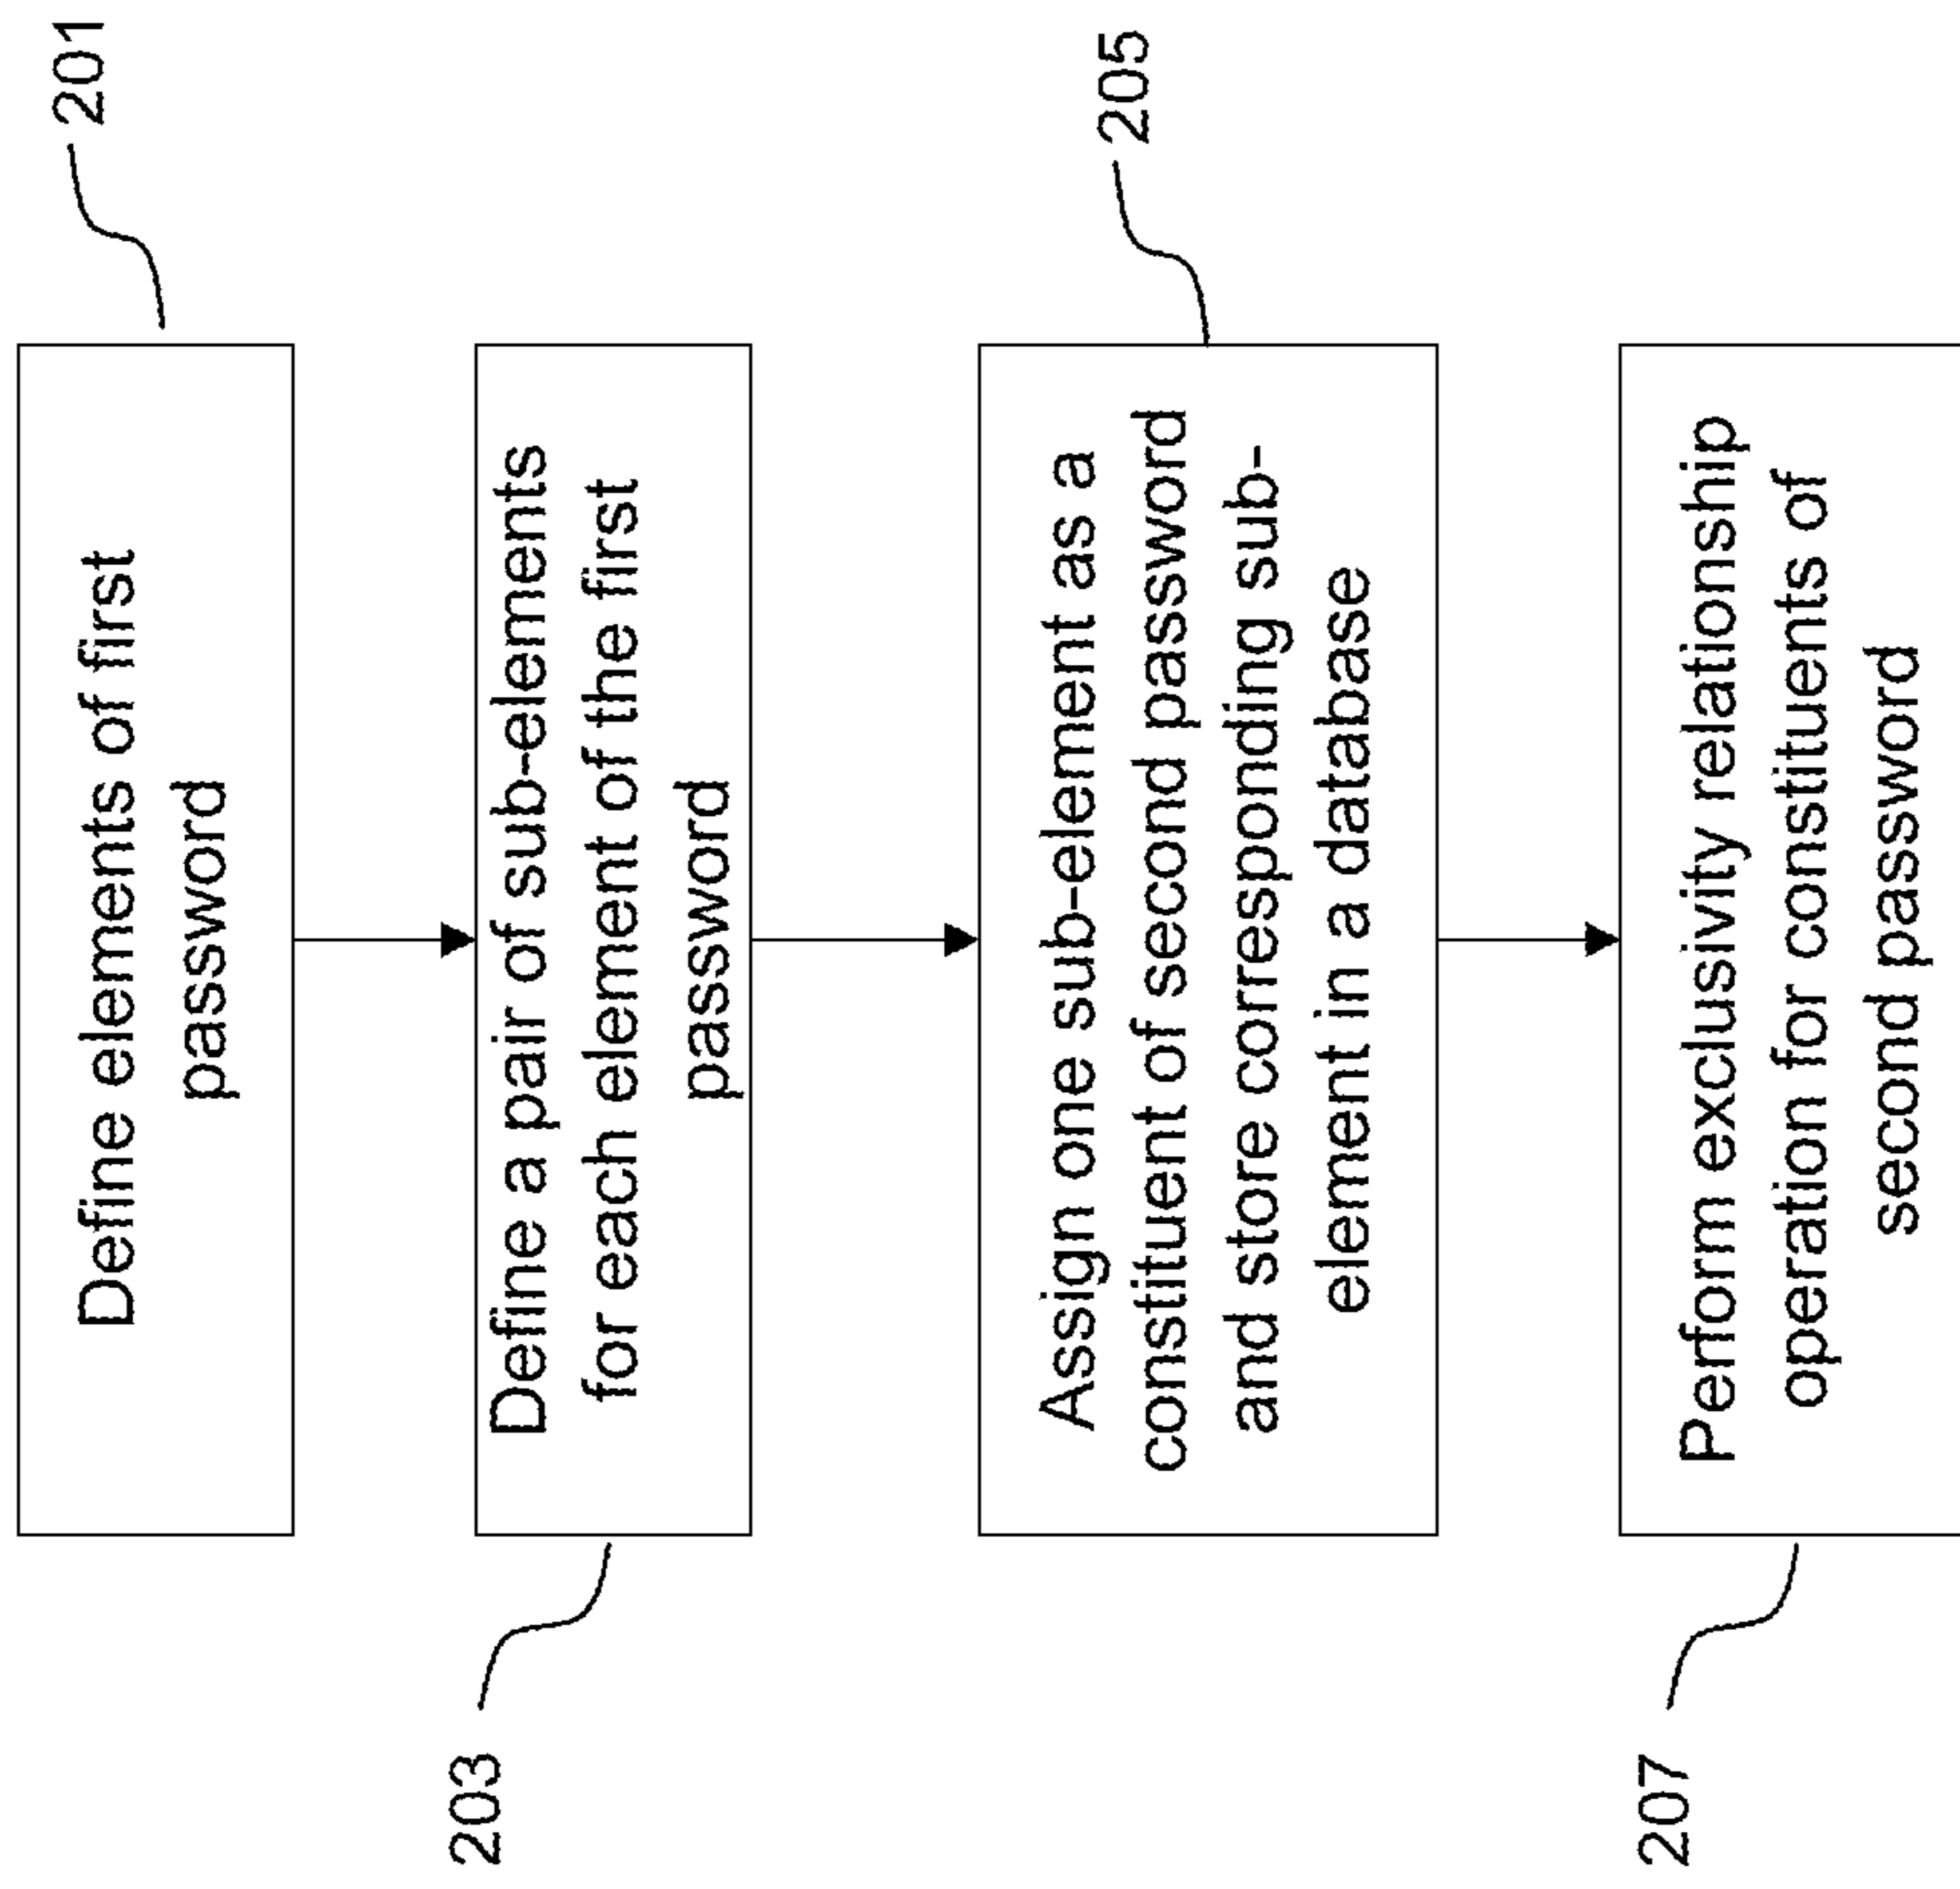 201
Define elements of first
password
Define a pair of sub-elements
for each element of the first
password
203
Assign one sub-element as a
constituent of second password
and store corresponding sub-
element in a database
205
Perform exclusivity relationship
operation for constituents of
second password
207